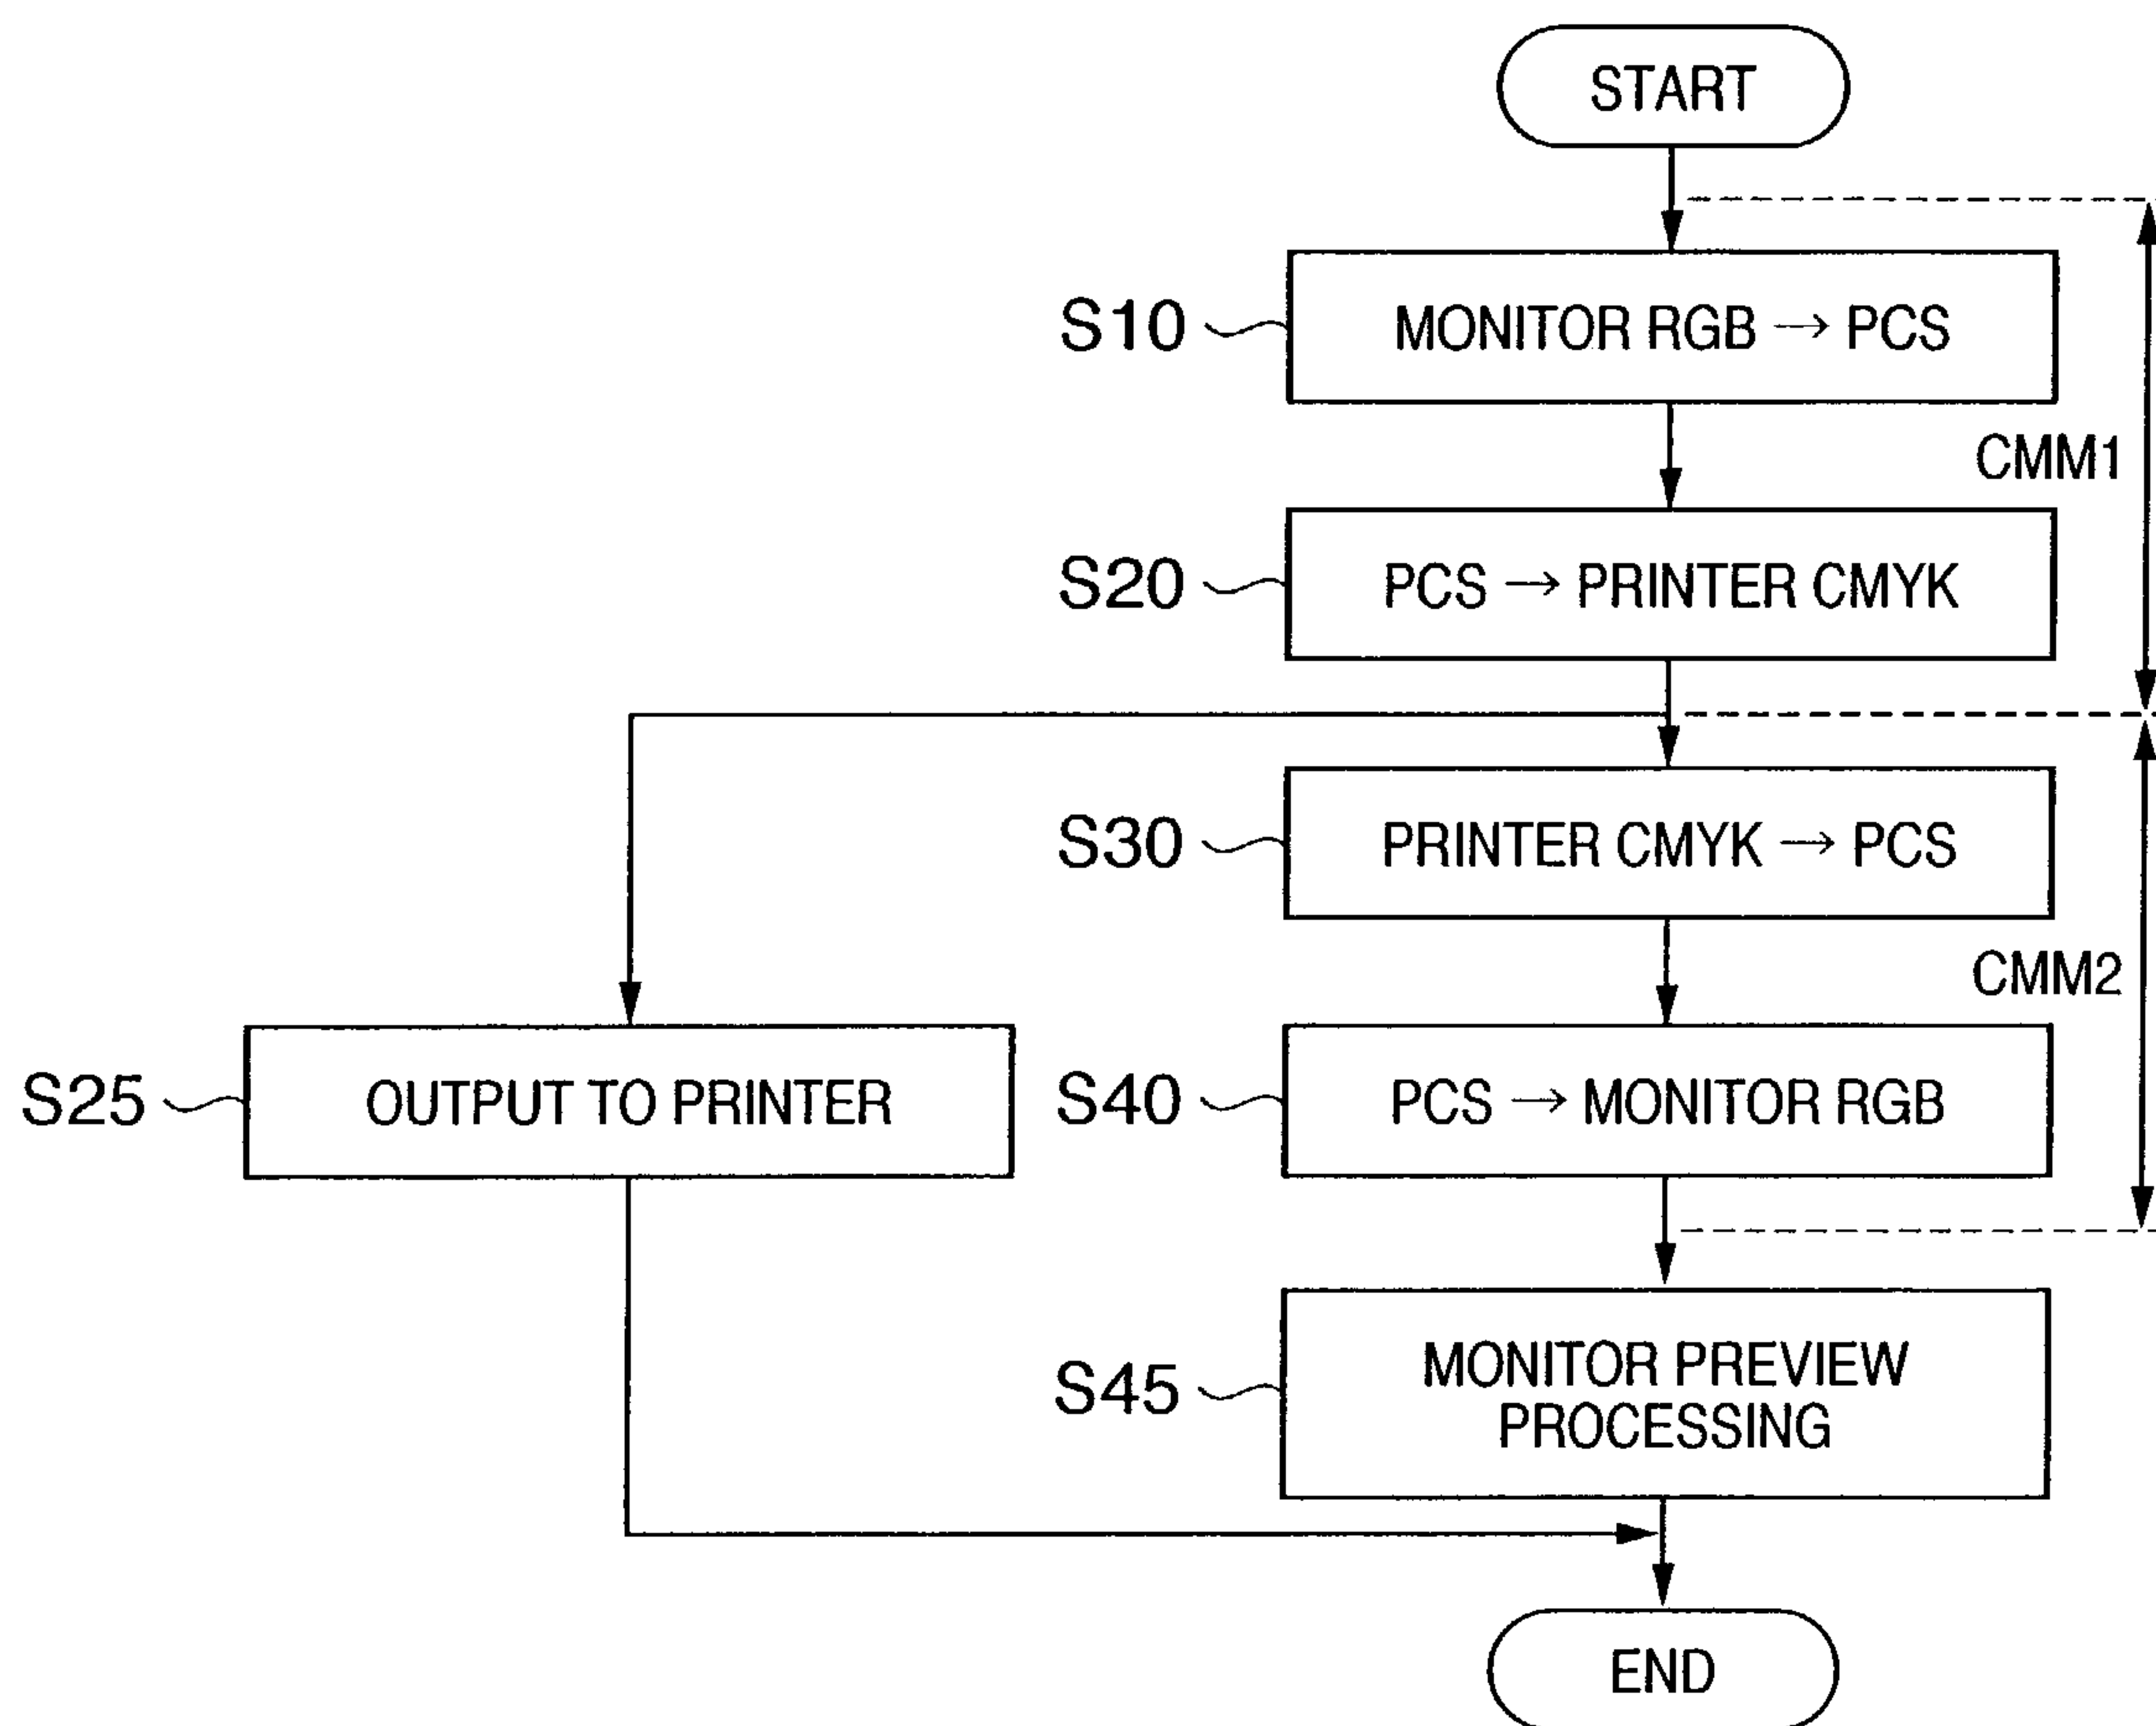 START
S10
MONITOR RGB → PCS
CMM1
S20
PCS → PRINTER CMYK
S30
PRINTER CMYK → PCS
CMM2
S25
OUTPUT TO PRINTER
S40
PCS → MONITOR RGB
S45
MONITOR PREVIEW
PROCESSING
END